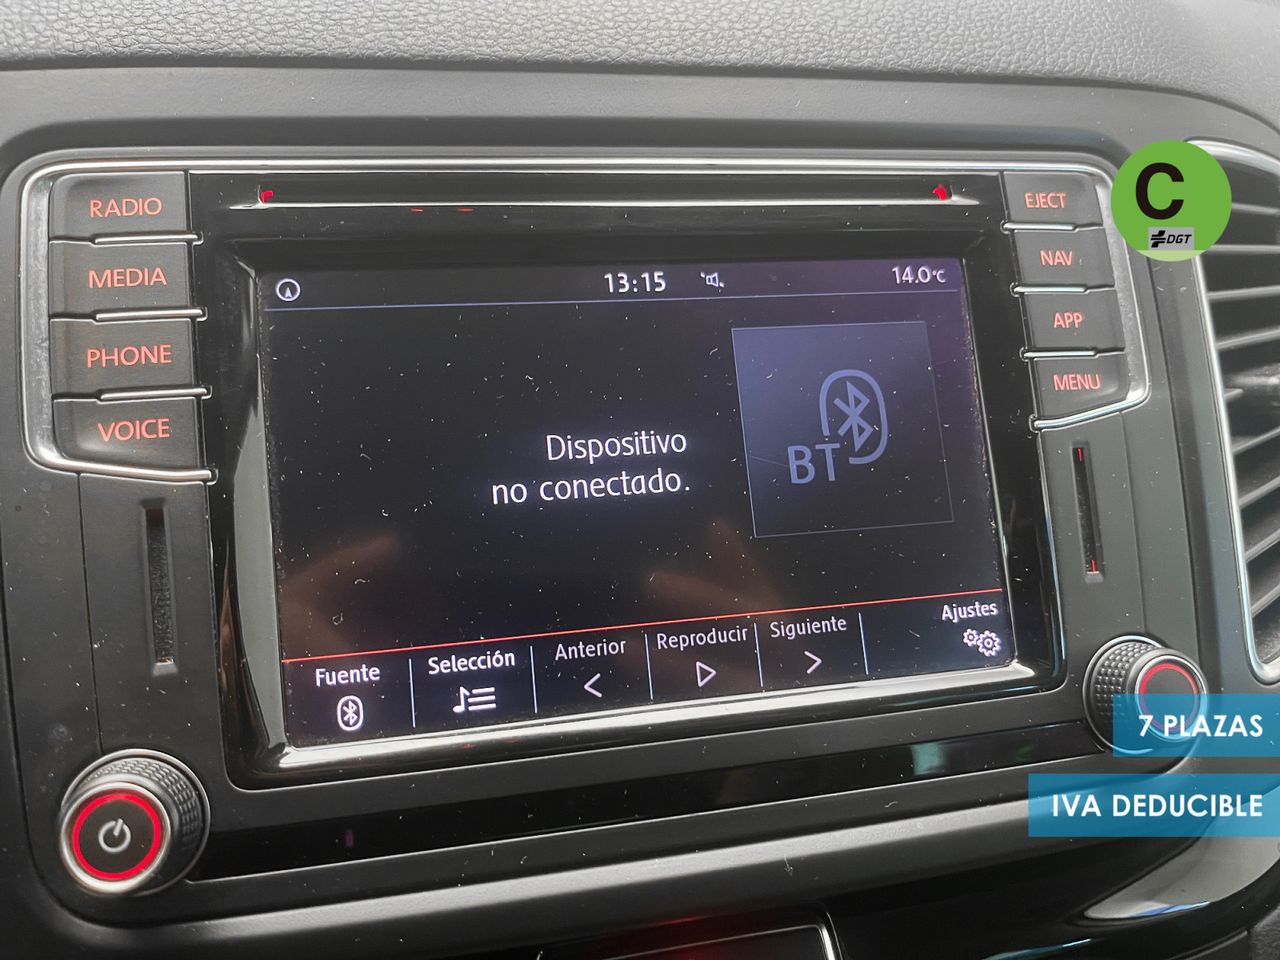 RADIO
MEDIA
PHONE
VOICE
EJECT
NAV
APP
MENU
C
DGT
13:15
14.0°C
Dispositivo
no conectado.
BT
Fuente
Selección
Anterior
Reproducir
Siguiente
Ajustes
7 PLAZAS
IVA DEDUCIBLE